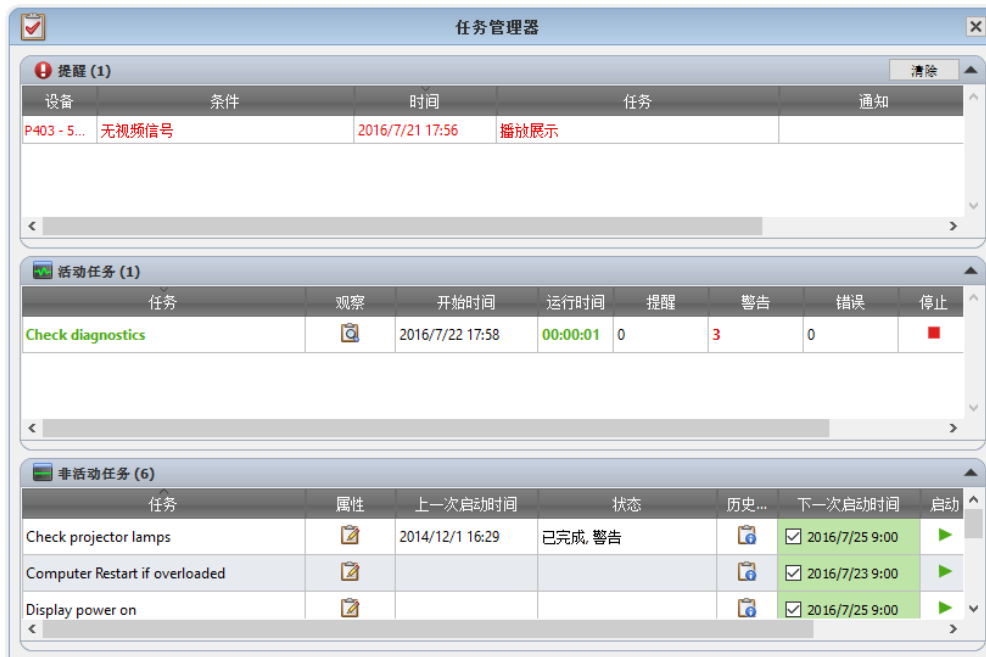 任务管理器
提醒 (1)
清除
设备 条件 时间 任务 通知
P403 - 5... 无视频信号 2016/7/21 17:56 播放展示
活动任务 (1)
任务 观察 开始时间 运行时间 提醒 警告 错误 停止
Check diagnostics 2016/7/22 17:58 00:00:01 0 3 0
非活动任务 (6)
任务 属性 上一次启动时间 状态 历史... 下一次启动时间 启动
Check projector lamps 2014/12/1 16:29 已完成, 警告 2016/7/25 9:00
Computer Restart if overloaded 2016/7/23 9:00
Display power on 2016/7/25 9:00